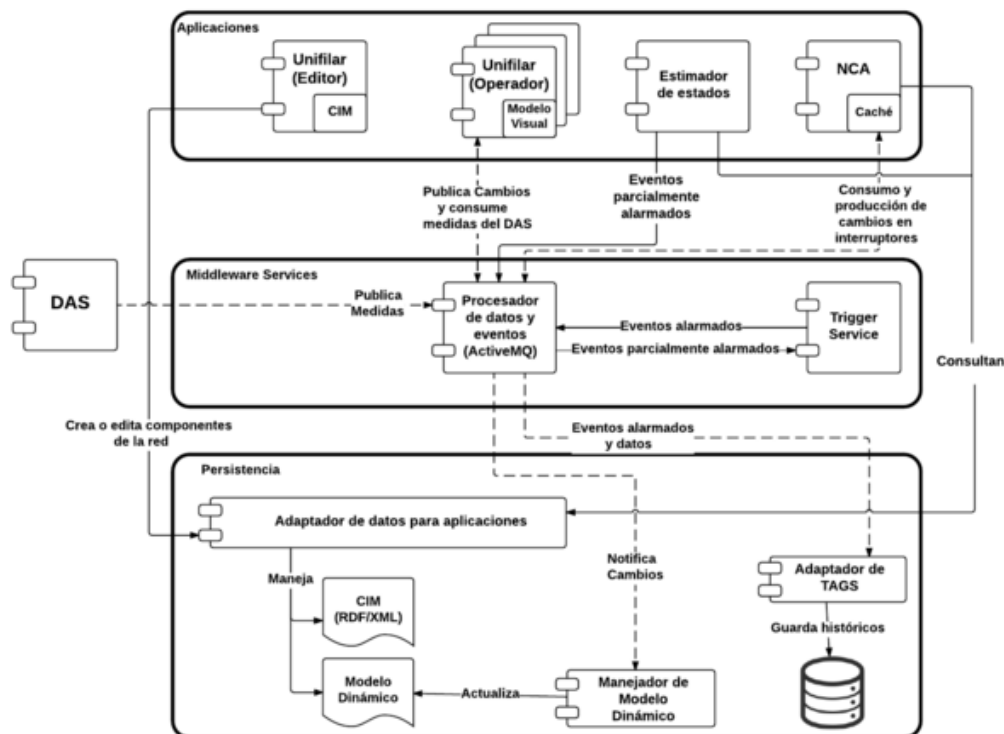 Aplicaciones
Unifilar
(Editor)
CIM
Unifilar
(Operador)
Modelo
Visual
Estimador
de estados
NCA
Caché
Publica Cambios
y consume
medidas del DAS
Eventos
parcialmente
alarmados
Consumo y
producción de
cambios en
interruptores
Middleware Services
DAS
Publica
Medidas
Procesador
de datos y
eventos
(ActiveMQ)
Eventos alarmados
Eventos parcialmente alarmados
Trigger
Service
Consultan
Crea o edita componentes
de la red
Eventos alarmados
y datos
Persistencia
Adaptador de datos para aplicaciones
Maneja
CIM
(RDF/XML)
Notifica
Cambios
Adaptador de
TAGS
Guarda históricos
Modelo
Dinámico
Actualiza
Manejador de
Modelo
Dinámico